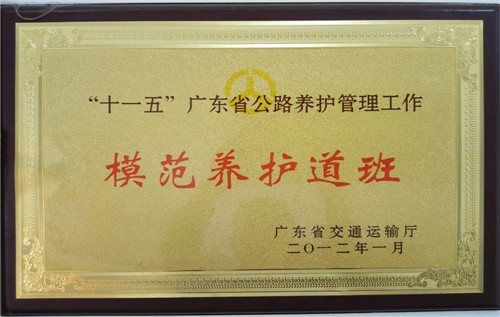 “十一五”广东省公路养护管理工作
模范养护道班
广东省交通运输厅
二〇一二年一月